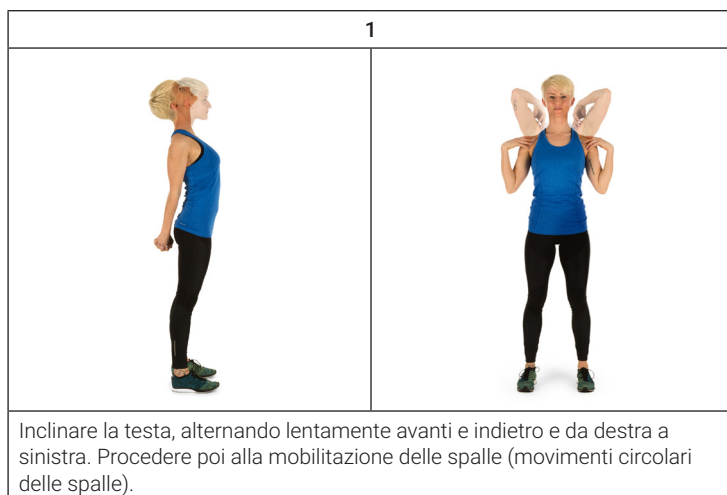 1
Inclinare la testa, alternando lentamente avanti e indietro e da destra a
sinistra. Procedere poi alla mobilitazione delle spalle (movimenti circolari
delle spalle).